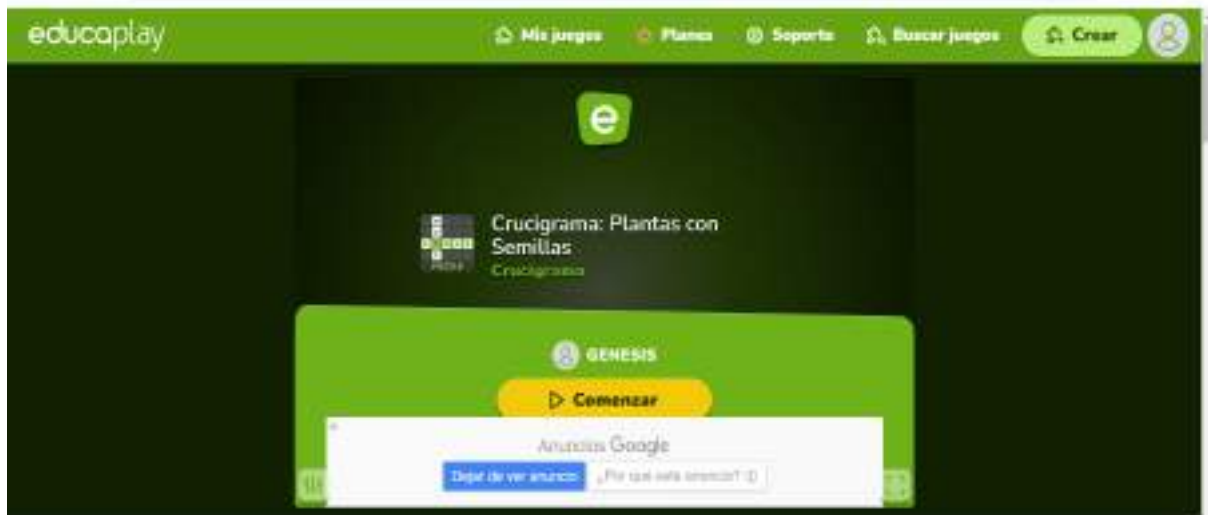 educaplay
Mis juegos Planes Soporte Buscar juegos Crear
e
Crucigrama: Plantas con
Semillas
Crucigrama
GENESIS
Comenzar
Anuncios Google
Dejar de ver anuncio ¿Por qué este anuncio?